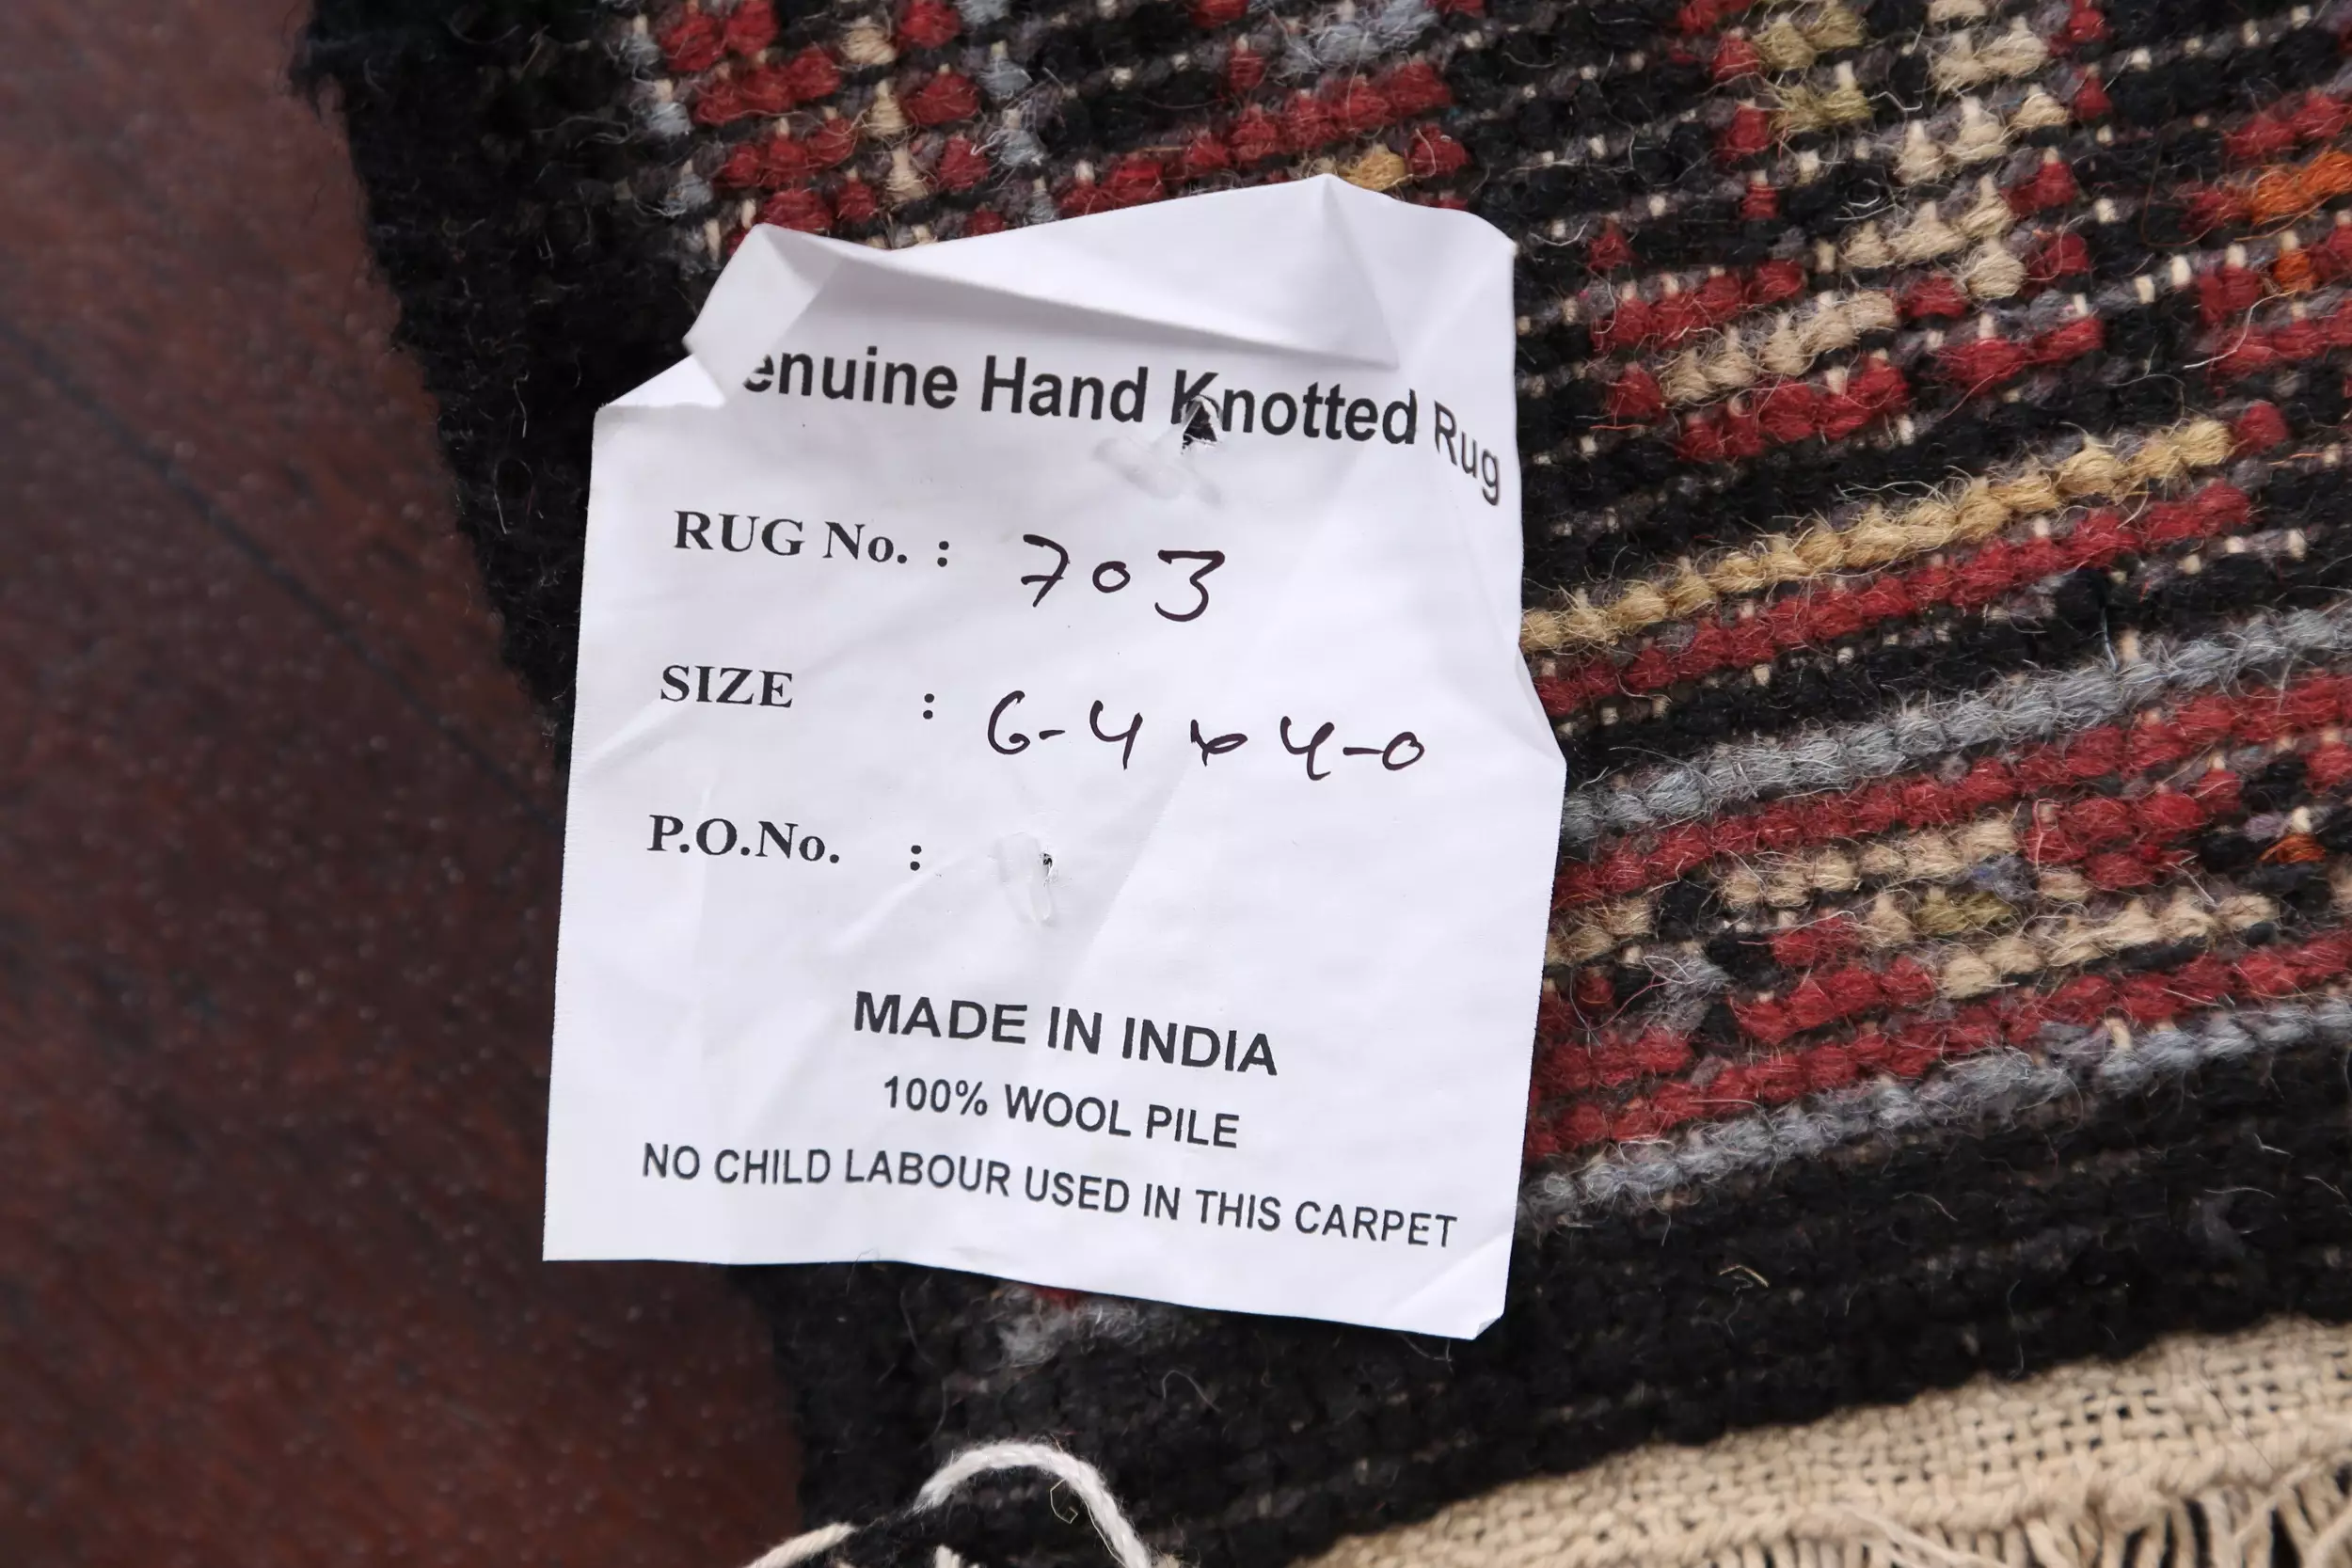 enuine Hand Knotted Rug
RUG No. : 703
SIZE : 6-4 x 4-0
P.O.No. :
MADE IN INDIA
100% WOOL PILE
NO CHILD LABOUR USED IN THIS CARPET